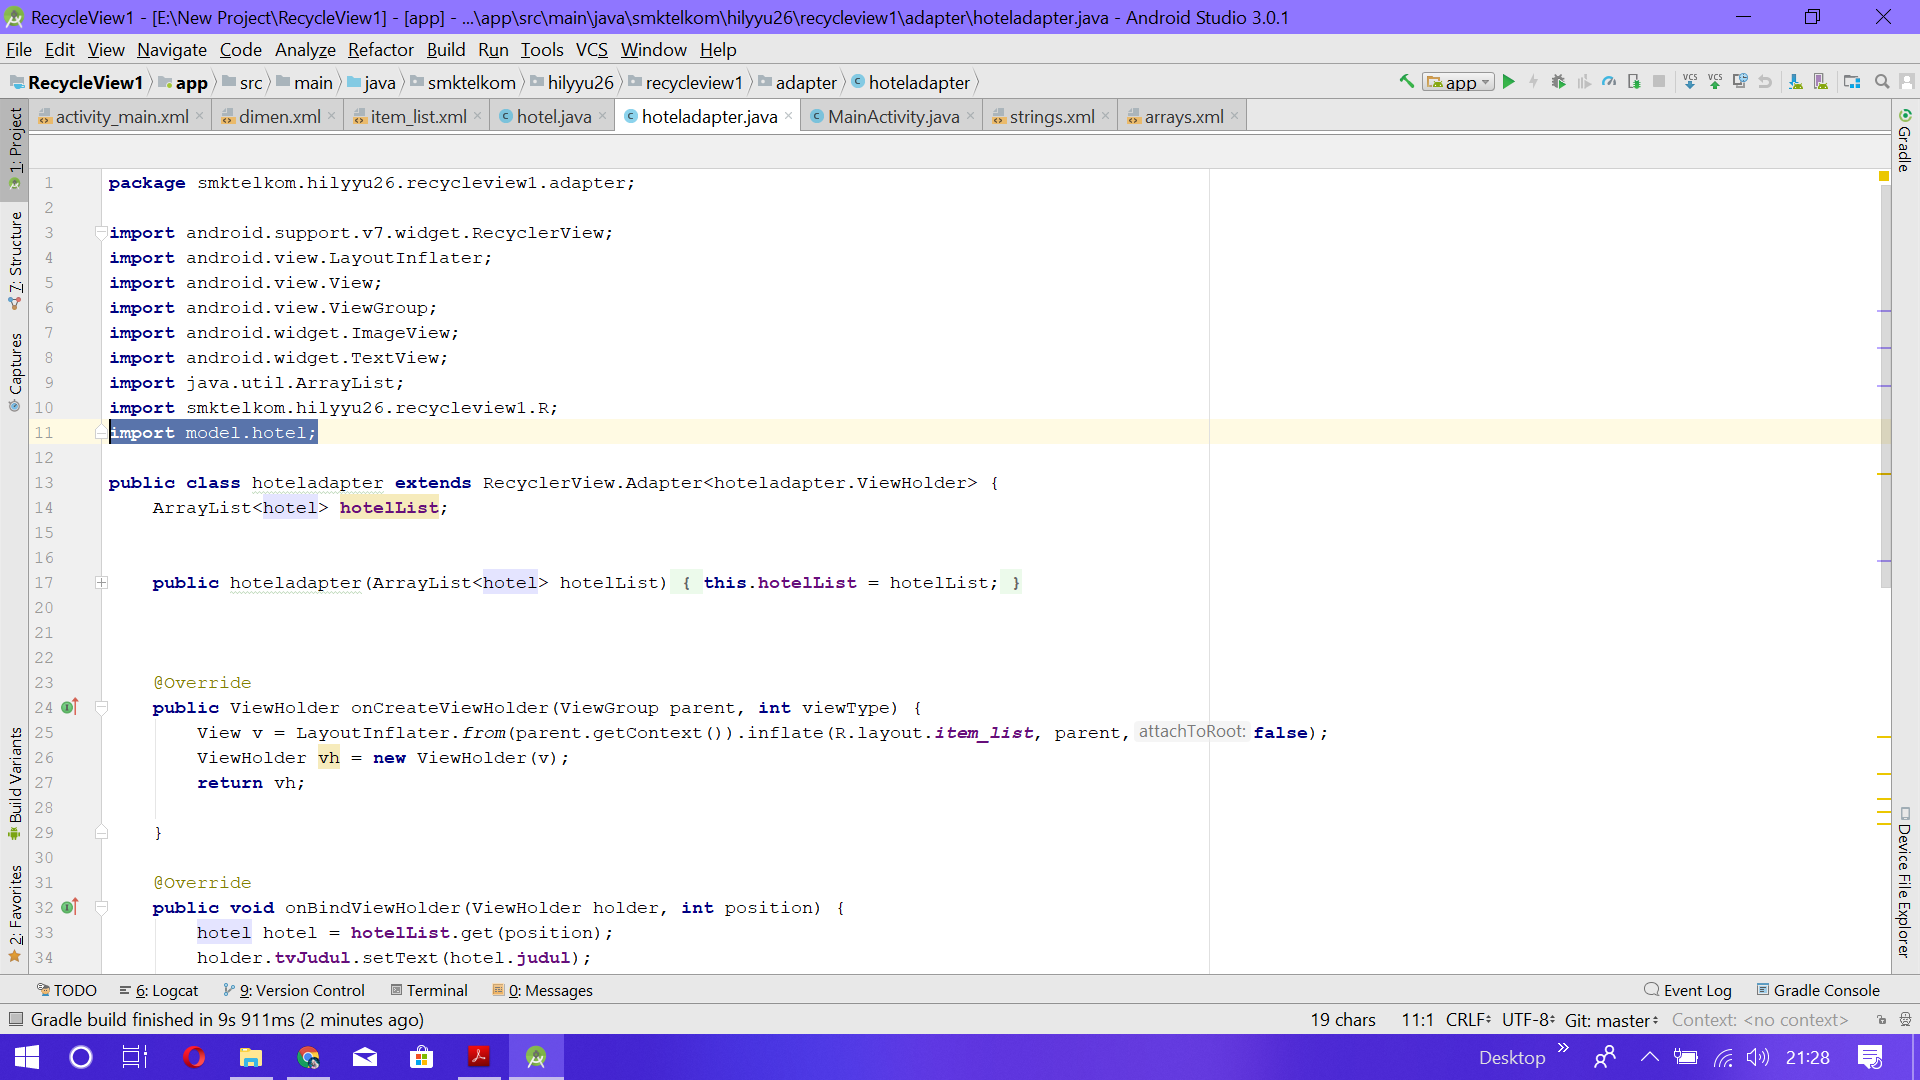 RecycleView1 - [E:\New Project\RecycleView1] - [app] - ...\app\src\main\java\smktelkom\hilyyu26\recycleview1\adapter\hoteladapter.java - Android Studio 3.0.1
File Edit View Navigate Code Analyze Refactor Build Run Tools VCS Window Help
RecycleView1 app src main java smktelkom hilyyu26 recycleview1 adapter hoteladapter app VCS VCS
activity_main.xml dimen.xml item_list.xml hotel.java hoteladapter.java MainActivity.java strings.xml arrays.xml
1: Project
7: Structure
Captures
Build Variants
2: Favorites
Gradle
Device File Explorer
1 package smktelkom.hilyyu26.recycleview1.adapter;
2
3 import android.support.v7.widget.RecyclerView;
4 import android.view.LayoutInflater;
5 import android.view.View;
6 import android.view.ViewGroup;
7 import android.widget.ImageView;
8 import android.widget.TextView;
9 import java.util.ArrayList;
10 import smktelkom.hilyyu26.recycleview1.R;
11 import model.hotel;
12
13 public class hoteladapter extends RecyclerView.Adapter<hoteladapter.ViewHolder> {
14 ArrayList<hotel> hotelList;
15
16
17 public hoteladapter(ArrayList<hotel> hotelList) { this.hotelList = hotelList; }
20
21
22
23 @Override
24 public ViewHolder onCreateViewHolder(ViewGroup parent, int viewType) {
25 View v = LayoutInflater.from(parent.getContext()).inflate(R.layout.item_list, parent, attachToRoot: false);
26 ViewHolder vh = new ViewHolder(v);
27 return vh;
28
29 }
30
31 @Override
32 public void onBindViewHolder(ViewHolder holder, int position) {
33 hotel hotel = hotelList.get(position);
34 holder.tvJudul.setText(hotel.judul);
TODO 6: Logcat 9: Version Control Terminal 0: Messages Event Log Gradle Console
Gradle build finished in 9s 911ms (2 minutes ago) 19 chars 11:1 CRLF UTF-8 Git: master Context: <no context>
Desktop 21:28